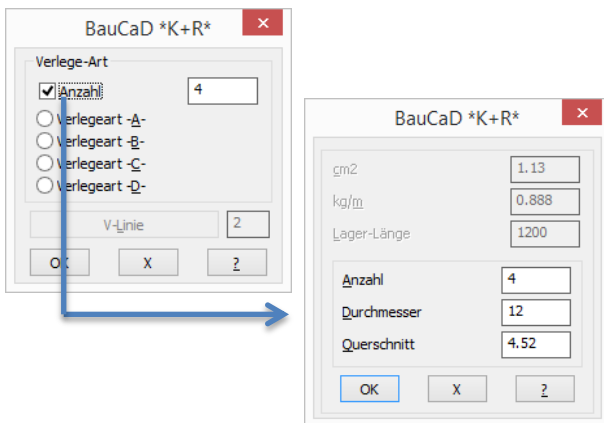 BauCaD *K+R*
Verlege-Art
Anzahl 4
Verlegeart -A-
Verlegeart -B-
Verlegeart -C-
Verlegeart -D-
V-Linie 2
OK X ?
BauCaD *K+R*
cm2 1.13
kg/m 0.888
Lager-Länge 1200
Anzahl 4
Durchmesser 12
Querschnitt 4.52
OK X ?